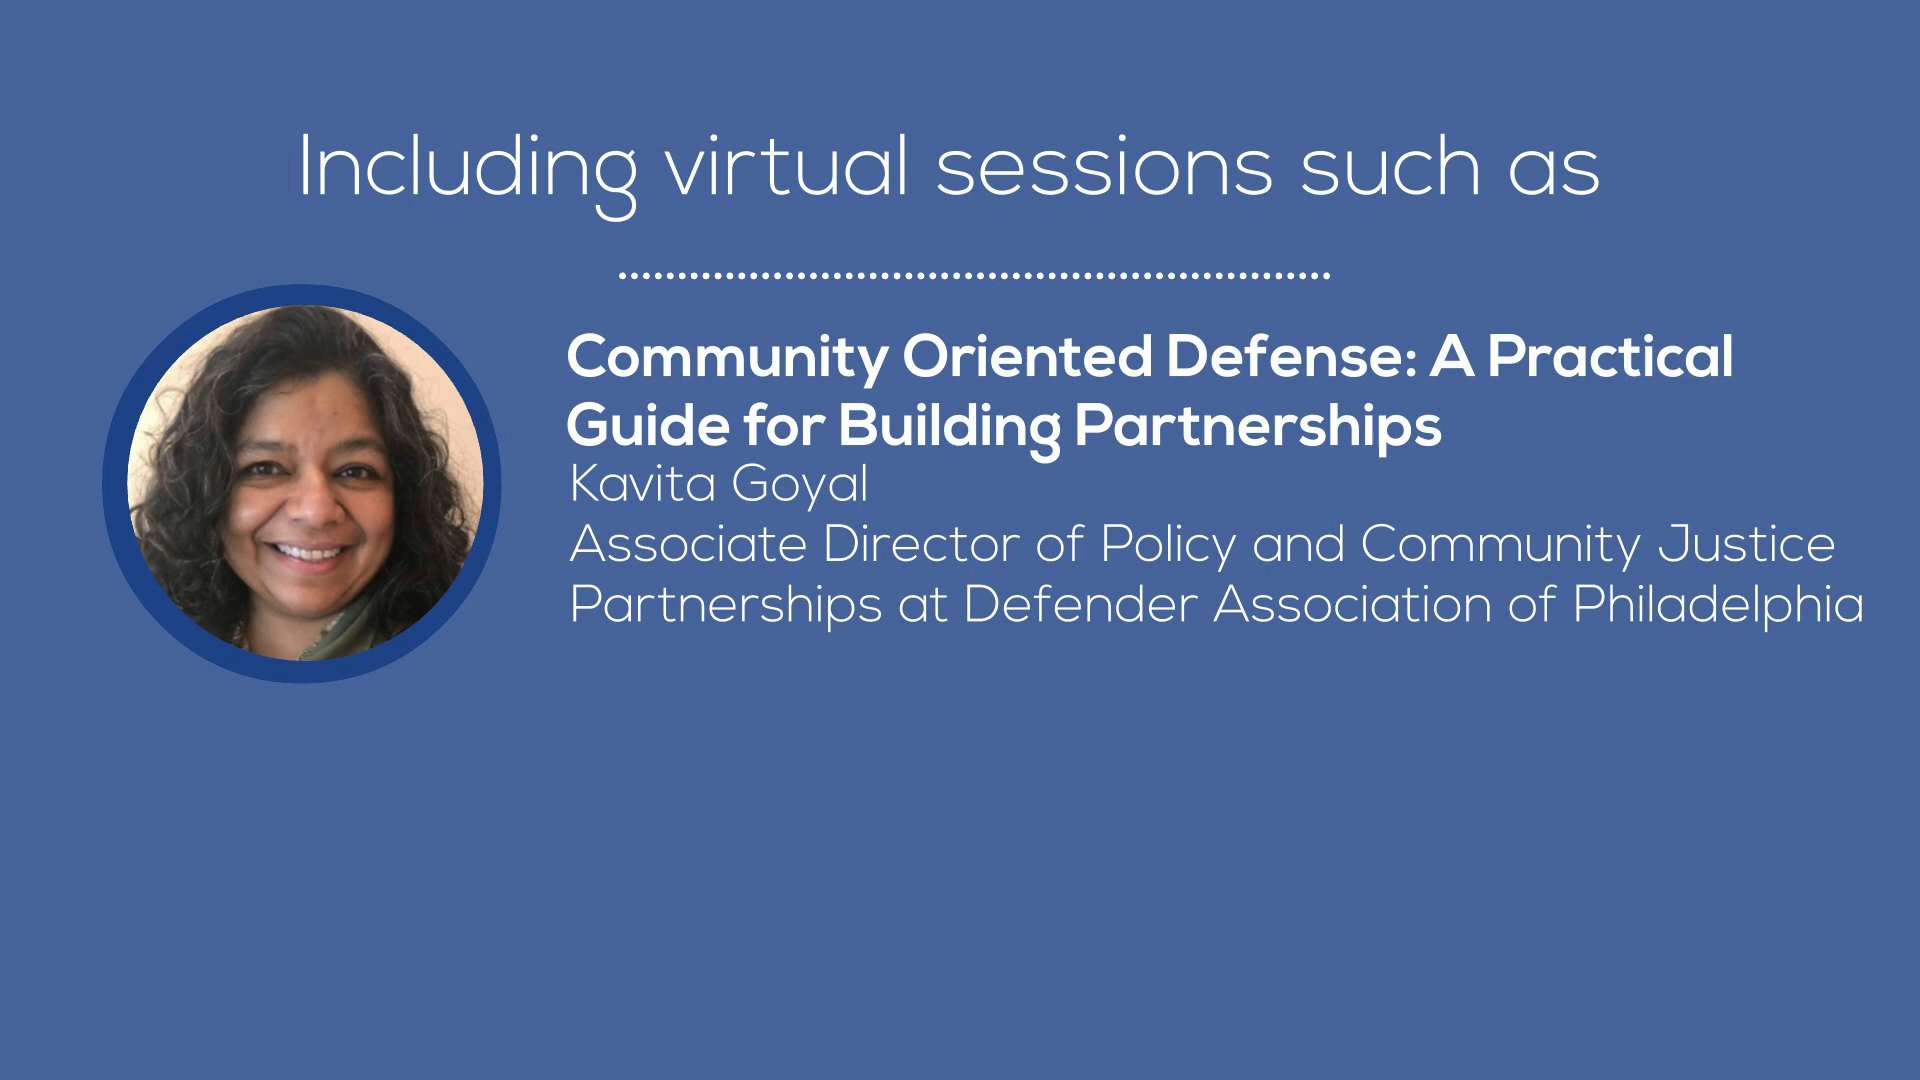 Including virtual sessions such as
Community Oriented Defense: A Practical
Guide for Building Partnerships
Kavita Goyal
Associate Director of Policy and Community Justice
Partnerships at Defender Association of Philadelphia